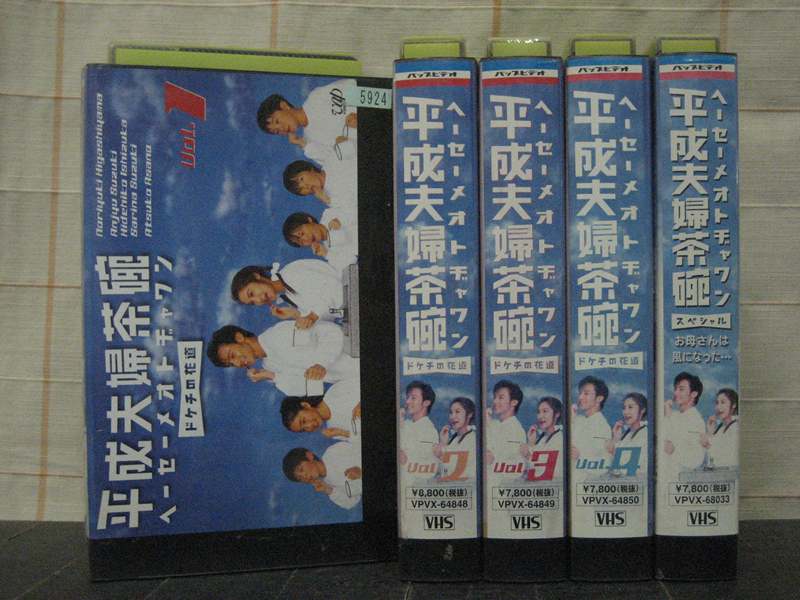 平成夫婦茶碗
ヘーセーメオトヂャワン
ドケチの花道
Vol.1
Noriyuki Higashiyama
Anjyu Suzuki
Hidehiko Ishizuka
Sarina Suzuki
Atsuko Asano
vap
5924
バップビデオ
平成夫婦茶碗
ヘーセーメオトヂャワン
ドケチの花道
Vol.2
¥8,800(税抜)
VPVX-64848
VHS
バップビデオ
平成夫婦茶碗
ヘーセーメオトヂャワン
ドケチの花道
Vol.3
¥7,800(税抜)
VPVX-64849
VHS
バップビデオ
平成夫婦茶碗
ヘーセーメオトヂャワン
ドケチの花道
Vol.4
¥7,800(税抜)
VPVX-64850
VHS
バップビデオ
平成夫婦茶碗
ヘーセーメオトヂャワン
スペシャル
お母さんは
風になった…
¥7,800(税抜)
VPVX-68033
VHS